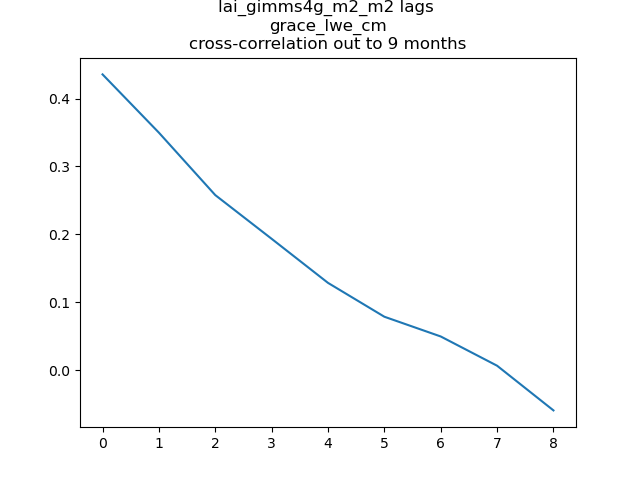 lai_gimms4g_m2_m2 lags
grace_lwe_cm
cross-correlation out to 9 months
0.4
0.3
0.2
0.1
0.0
0 1 2 3 4 5 6 7 8